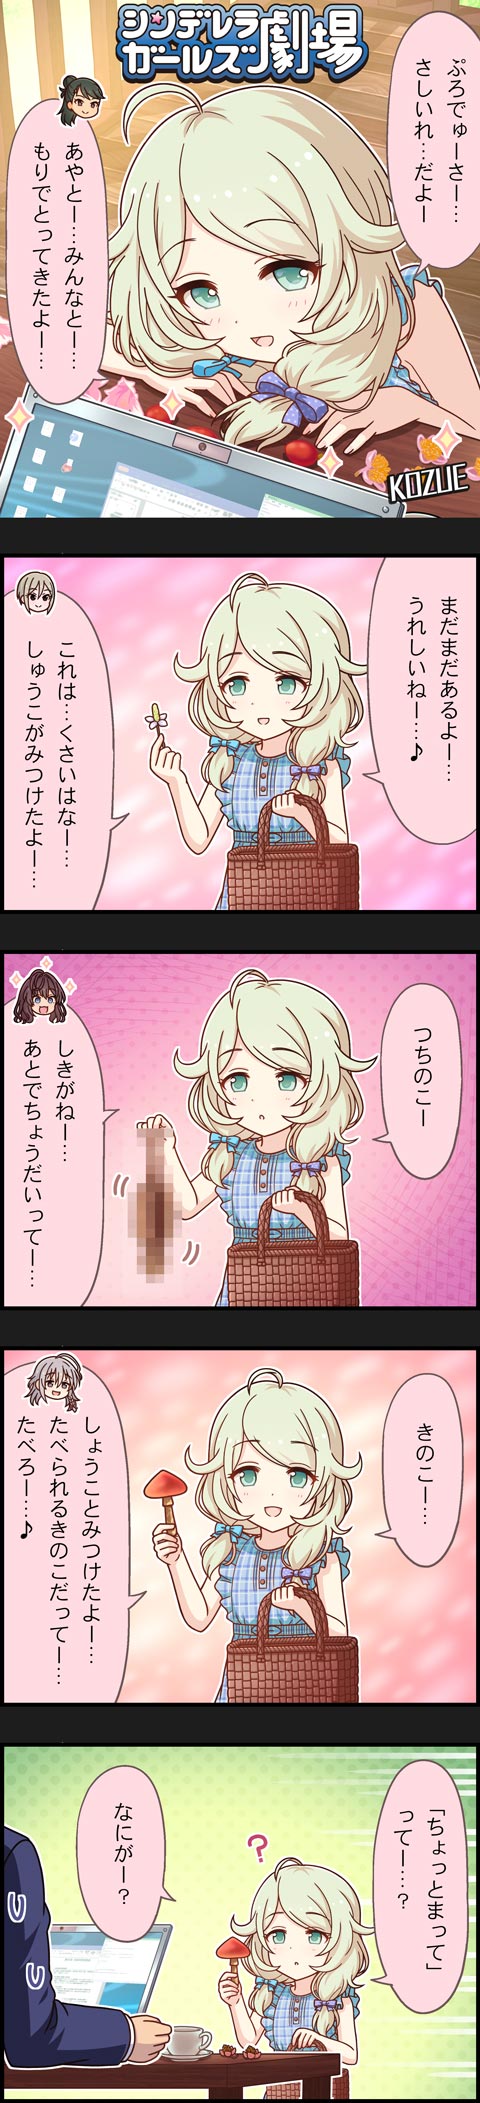 シンデレラ
ガールズ劇場
ぷろでゅーさー…
さしいれ…だよー
あやとー…みんなとー…
もりでとってきたよー…
KOZUE
まだまだあるよー…
うれしいねー…♪
これは…くさいはなー…
しゅうこがみつけたよー…
つちのこー
しきがねー…
あとでちょうだいってー…
きのこー…
しょうことみつけたよー…
たべられるきのこだってー…
たべろー…♪
「ちょっとまって」
ってー…?
?
なにがー?